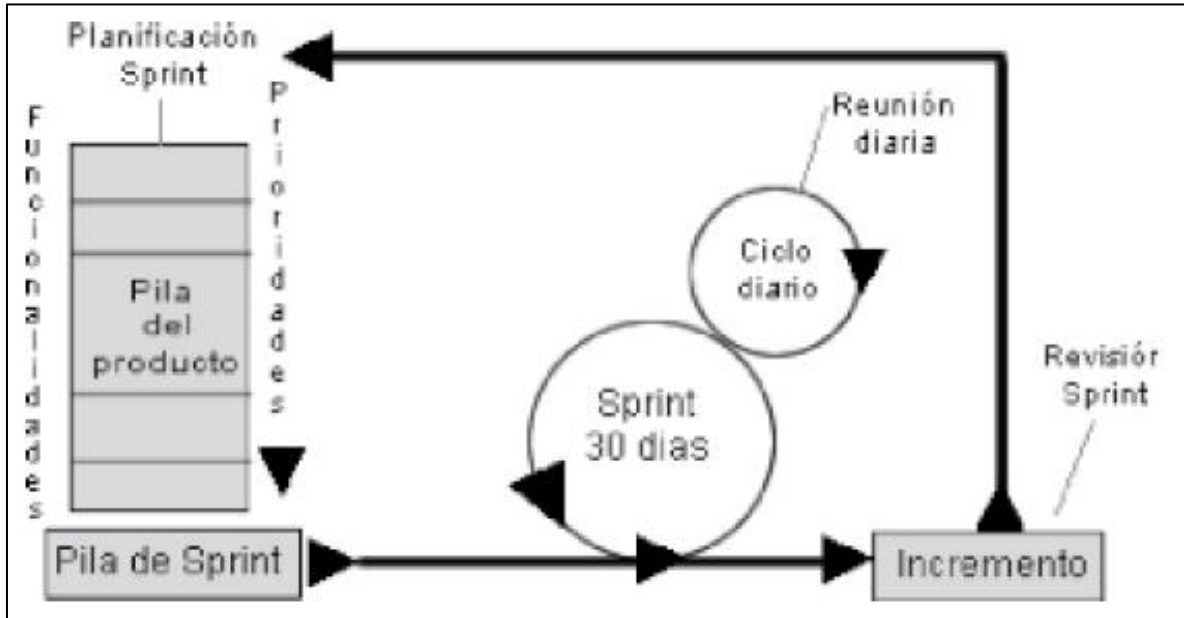 Planificación
Sprint
Funcionalidades
Prioridades
Pila
del
producto
Pila de Sprint
Reunión
diaria
Ciclo
diario
Sprint
30 dias
Revisiór
Sprint
Incremento